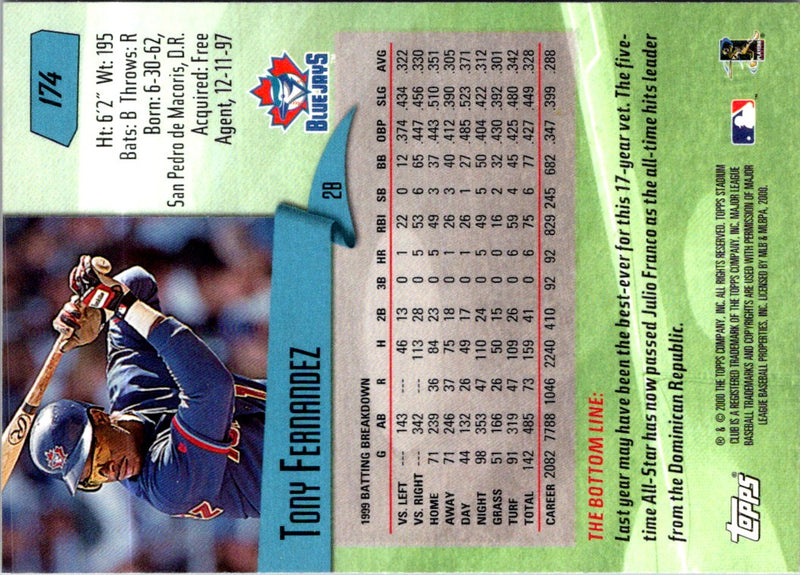 174
Ht: 6'2" Wt: 195
Bats: B Throws: R
Born: 6-30-62,
San Pedro de Macoris, D.R.
Acquired: Free
Agent, 12-11-97
BLUE JAYS
2B
TONY FERNANDEZ
1999 BATTING BREAKDOWN
G AB R H 2B 3B HR RBI SB BB OBP SLG AVG
VS. LEFT --- 143 --- 46 13 0 1 22 0 12 .374 .434 .322
VS. RIGHT --- 342 --- 113 28 0 5 53 6 65 .447 .456 .330
HOME 71 239 36 84 23 0 5 49 3 37 .443 .510 .351
AWAY 71 246 37 75 18 0 1 26 3 40 .412 .390 .305
DAY 44 132 26 49 17 0 1 26 1 27 .485 .523 .371
NIGHT 98 353 47 110 24 0 5 49 5 50 .404 .422 .312
GRASS 51 166 26 50 15 0 0 16 2 32 .430 .392 .301
TURF 91 319 47 109 26 0 6 59 4 45 .425 .480 .342
TOTAL 142 485 73 159 41 0 6 75 6 77 .427 .449 .328
CAREER 2082 7788 1046 2240 410 92 92 829 245 682 .347 .399 .288
THE BOTTOM LINE:
Last year may have been the best-ever for this 17-year vet. The five-
time All-Star has now passed Julio Franco as the all-time hits leader
from the Dominican Republic.
® & © 2000 THE TOPPS COMPANY, INC. ALL RIGHTS RESERVED. TOPPS STADIUM
CLUB IS A REGISTERED TRADEMARK OF THE TOPPS COMPANY, INC. MAJOR LEAGUE
BASEBALL TRADEMARKS AND COPYRIGHTS ARE USED WITH PERMISSION OF MAJOR
LEAGUE BASEBALL PROPERTIES, INC. LICENSED BY MLB & MLBPA, 2000.
TOPPS